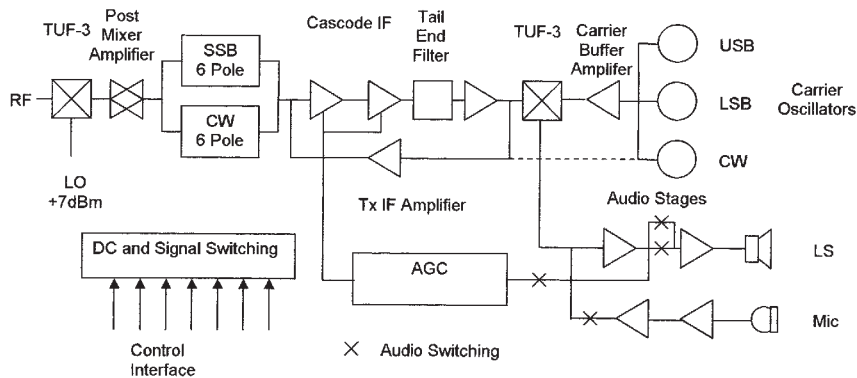 TUF-3
Post
Mixer
Amplifier
SSB
6 Pole
CW
6 Pole
Cascode IF
Tail
End
Filter
TUF-3
Carrier
Buffer
Amplifer
USB
LSB
CW
Carrier
Oscillators
RF
LO
+7dBm
Tx IF Amplifier
Audio Stages
DC and Signal Switching
AGC
LS
Mic
Control
Interface
Audio Switching